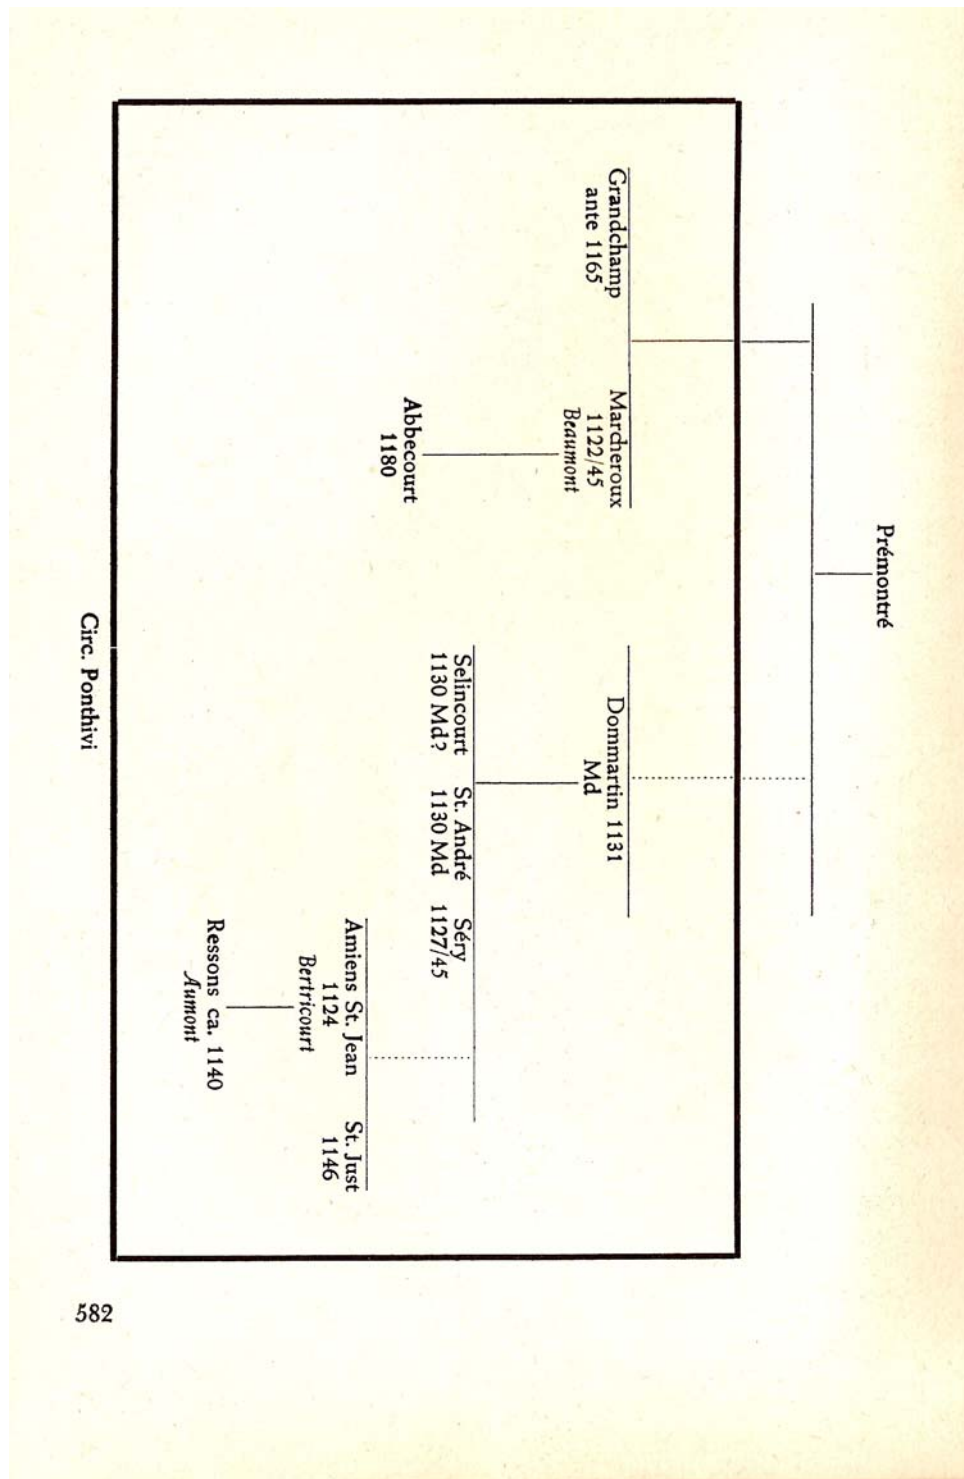 Prémontré
Grandchamp
ante 1165
Marcheroux
1122/45
Beaumont
Dommartin 1131
Md
Abbecourt
1180
Selincourt
1130 Md?
St. André
1130 Md
Séry
1127/45
Amiens St. Jean
1124
Bertricourt
St. Just
1146
Ressons ca. 1140
Aumont
Circ. Ponthivi
582